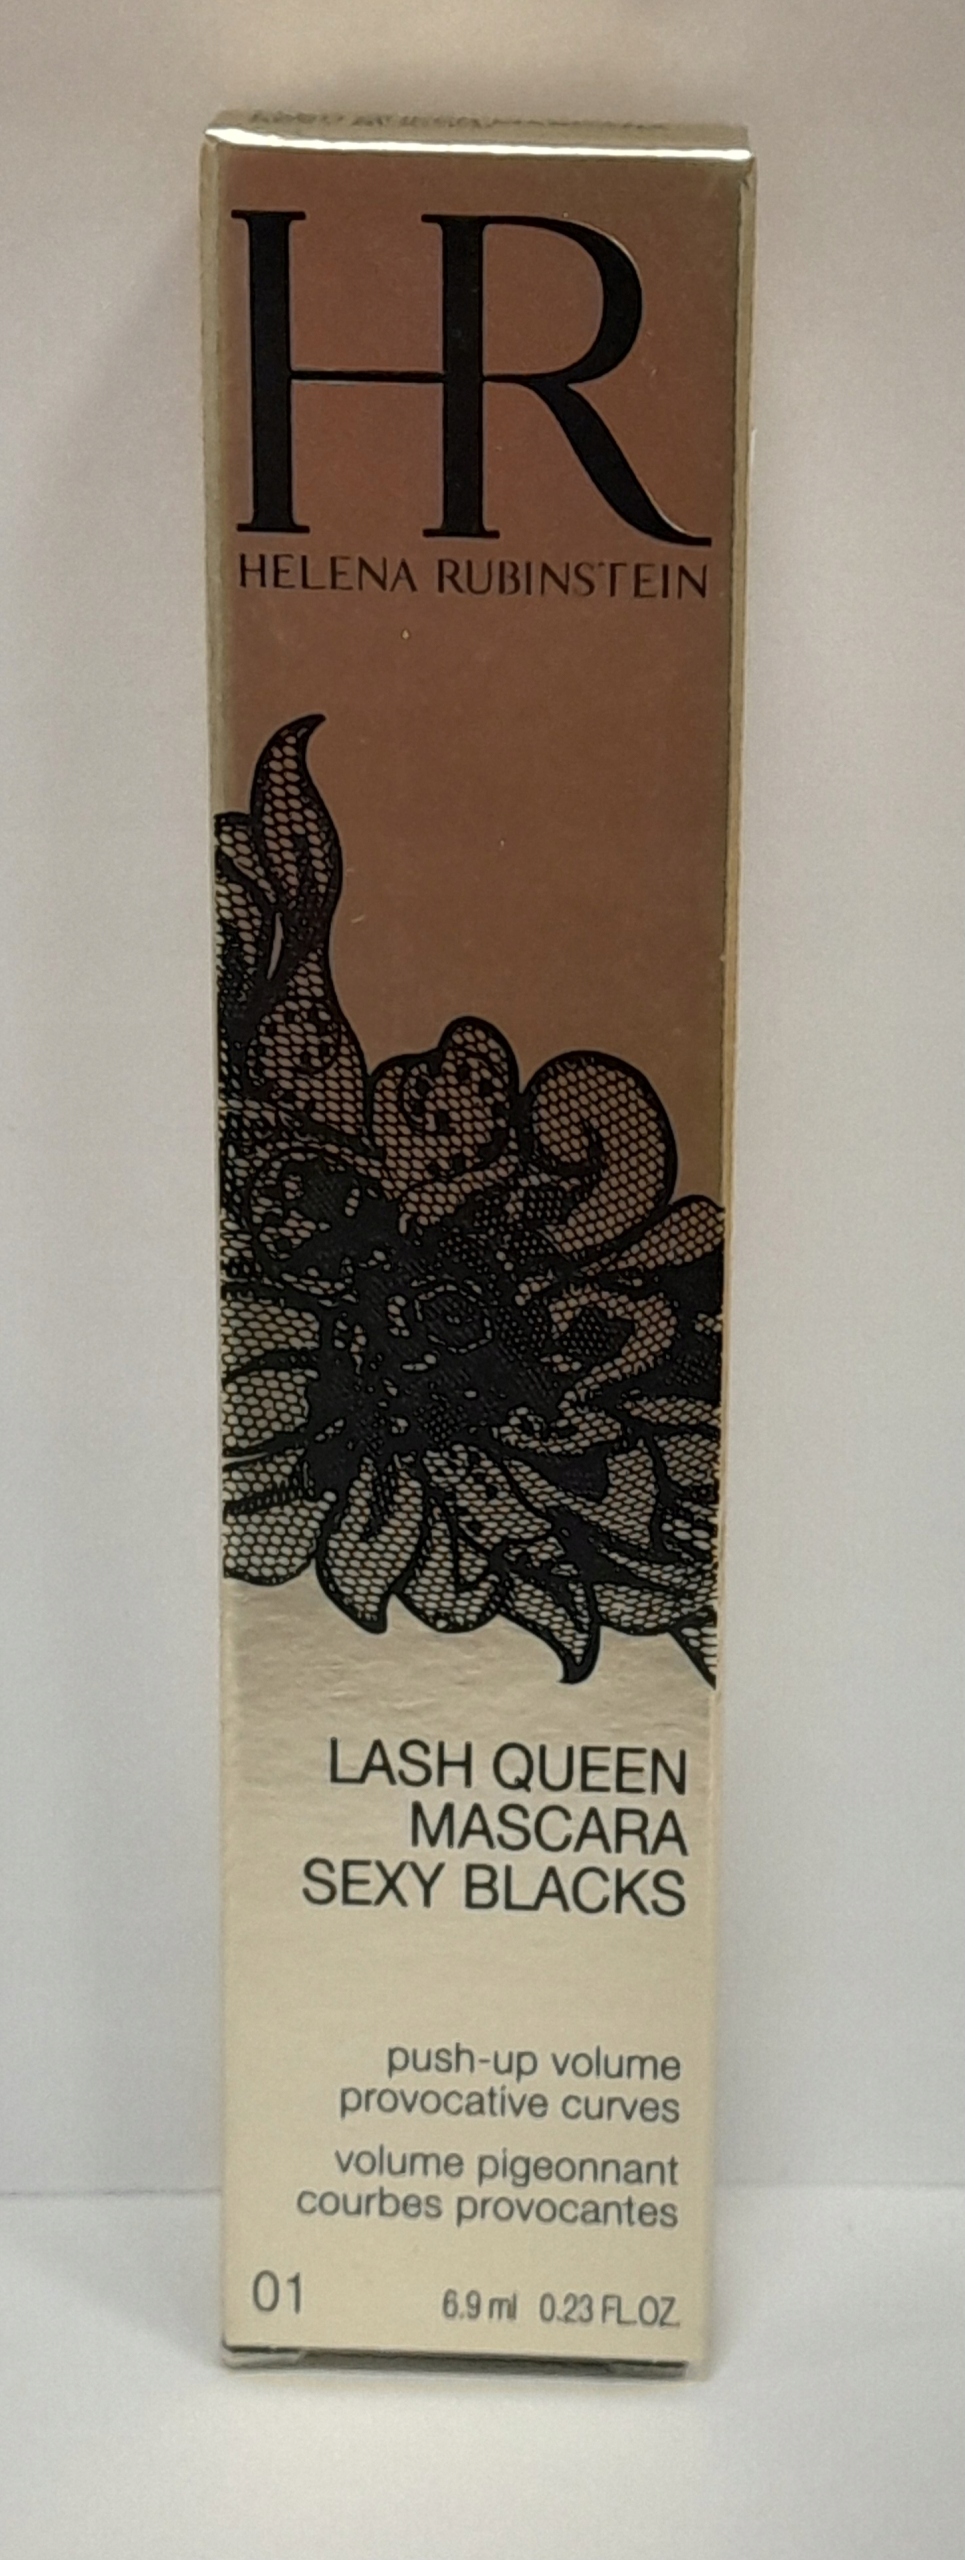 HR
HELENA RUBINSTEIN
LASH QUEEN
MASCARA
SEXY BLACKS
push-up volume
provocative curves
volume pigeonnant
courbes provocantes
01 6.9 ml 0.23 FL.OZ.